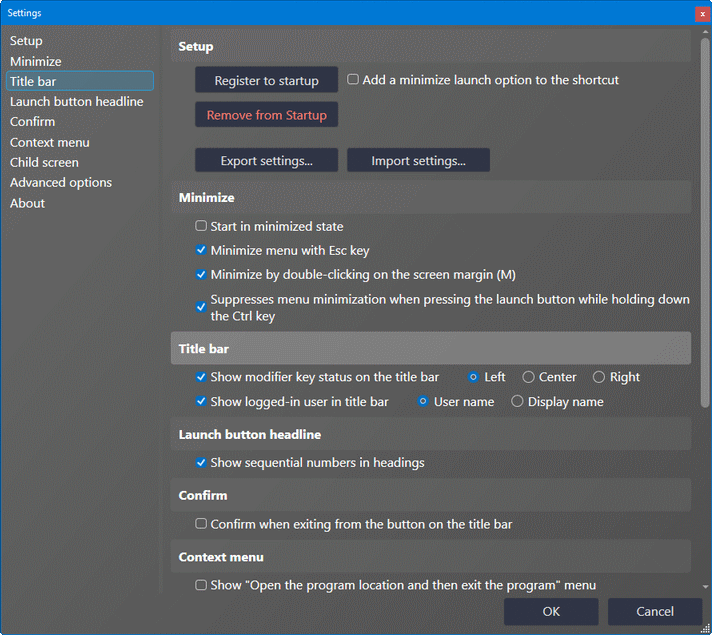 Settings
x
Setup
Minimize
Title bar
Launch button headline
Confirm
Context menu
Child screen
Advanced options
About
Setup
Register to startup
Add a minimize launch option to the shortcut
Remove from Startup
Export settings...
Import settings...
Minimize
Start in minimized state
Minimize menu with Esc key
Minimize by double-clicking on the screen margin (M)
Suppresses menu minimization when pressing the launch button while holding down
the Ctrl key
Title bar
Show modifier key status on the title bar Left Center Right
Show logged-in user in title bar User name Display name
Launch button headline
Show sequential numbers in headings
Confirm
Confirm when exiting from the button on the title bar
Context menu
Show "Open the program location and then exit the program" menu
OK Cancel